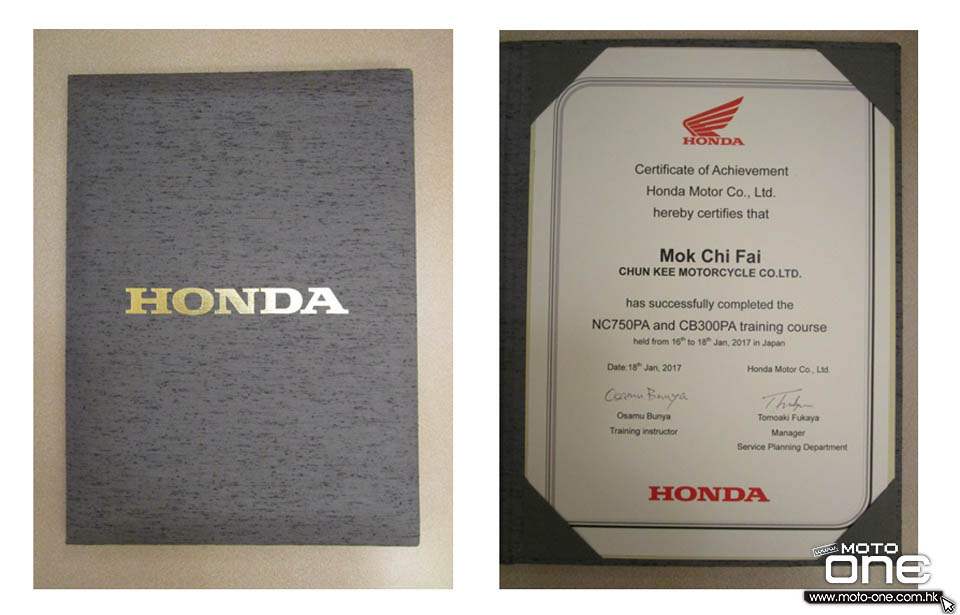 HONDA
HONDA
Certificate of Achievement
Honda Motor Co., Ltd.
hereby certifies that
Mok Chi Fai
CHUN KEE MOTORCYCLE CO.LTD.
has successfully completed the
NC750PA and CB300PA training course
held from 16th to 18th Jan, 2017 in Japan
Date:18th Jan, 2017
Honda Motor Co., Ltd.
Osamu Bunya
Osamu Bunya
Training instructor
Tomoaki Fukaya
Manager
Service Planning Department
HONDA
www. MOTO
ONE
www.moto-one.com.hk